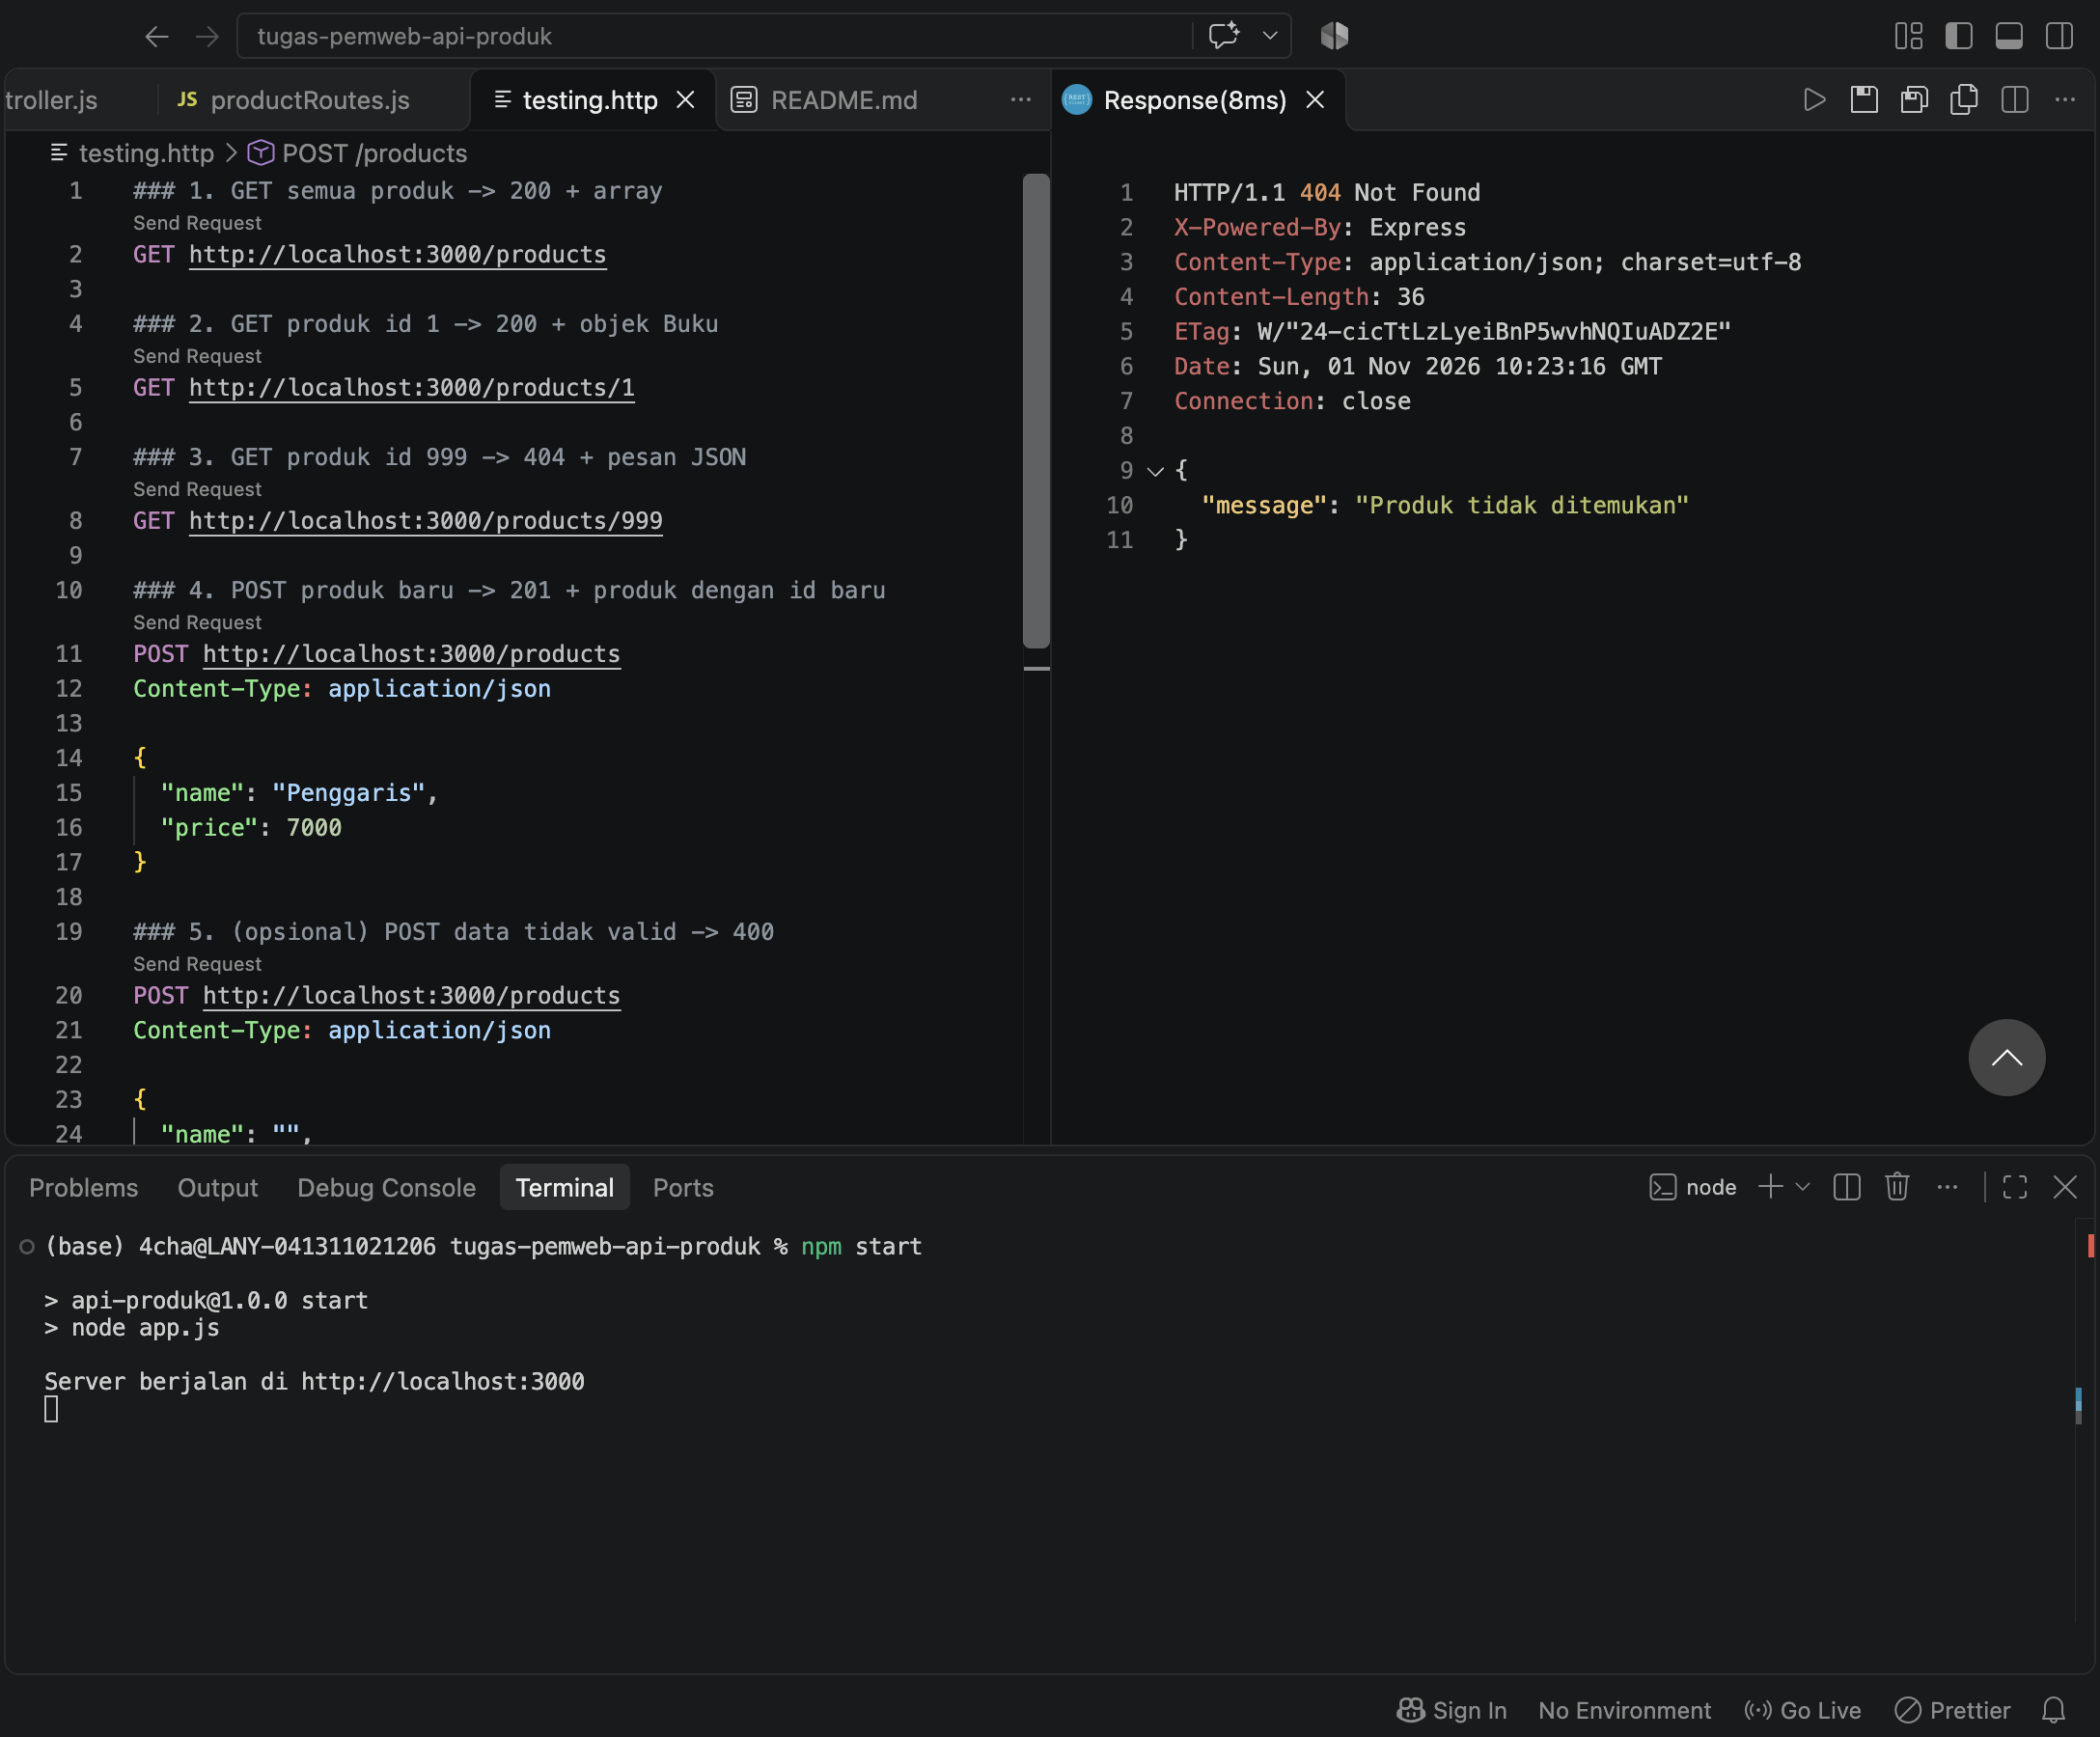 tugas-pemweb-api-produk
troller.js
JS productRoutes.js
testing.http
README.md
Response(8ms)
testing.http > POST /products
1 ### 1. GET semua produk -> 200 + array
Send Request
2 GET http://localhost:3000/products
3
4 ### 2. GET produk id 1 -> 200 + objek Buku
Send Request
5 GET http://localhost:3000/products/1
6
7 ### 3. GET produk id 999 -> 404 + pesan JSON
Send Request
8 GET http://localhost:3000/products/999
9
10 ### 4. POST produk baru -> 201 + produk dengan id baru
Send Request
11 POST http://localhost:3000/products
12 Content-Type: application/json
13
14 {
15 "name": "Penggaris",
16 "price": 7000
17 }
18
19 ### 5. (opsional) POST data tidak valid -> 400
Send Request
20 POST http://localhost:3000/products
21 Content-Type: application/json
22
23 {
24 "name": "",
1 HTTP/1.1 404 Not Found
2 X-Powered-By: Express
3 Content-Type: application/json; charset=utf-8
4 Content-Length: 36
5 ETag: W/"24-cicTtLzLyeiBnP5wvhNQIuADZ2E"
6 Date: Sun, 01 Nov 2026 10:23:16 GMT
7 Connection: close
8
9 {
10 "message": "Produk tidak ditemukan"
11 }
Problems
Output
Debug Console
Terminal
Ports
node
(base) 4cha@LANY-041311021206 tugas-pemweb-api-produk % npm start
> api-produk@1.0.0 start
> node app.js
Server berjalan di http://localhost:3000
Sign In
No Environment
Go Live
Prettier